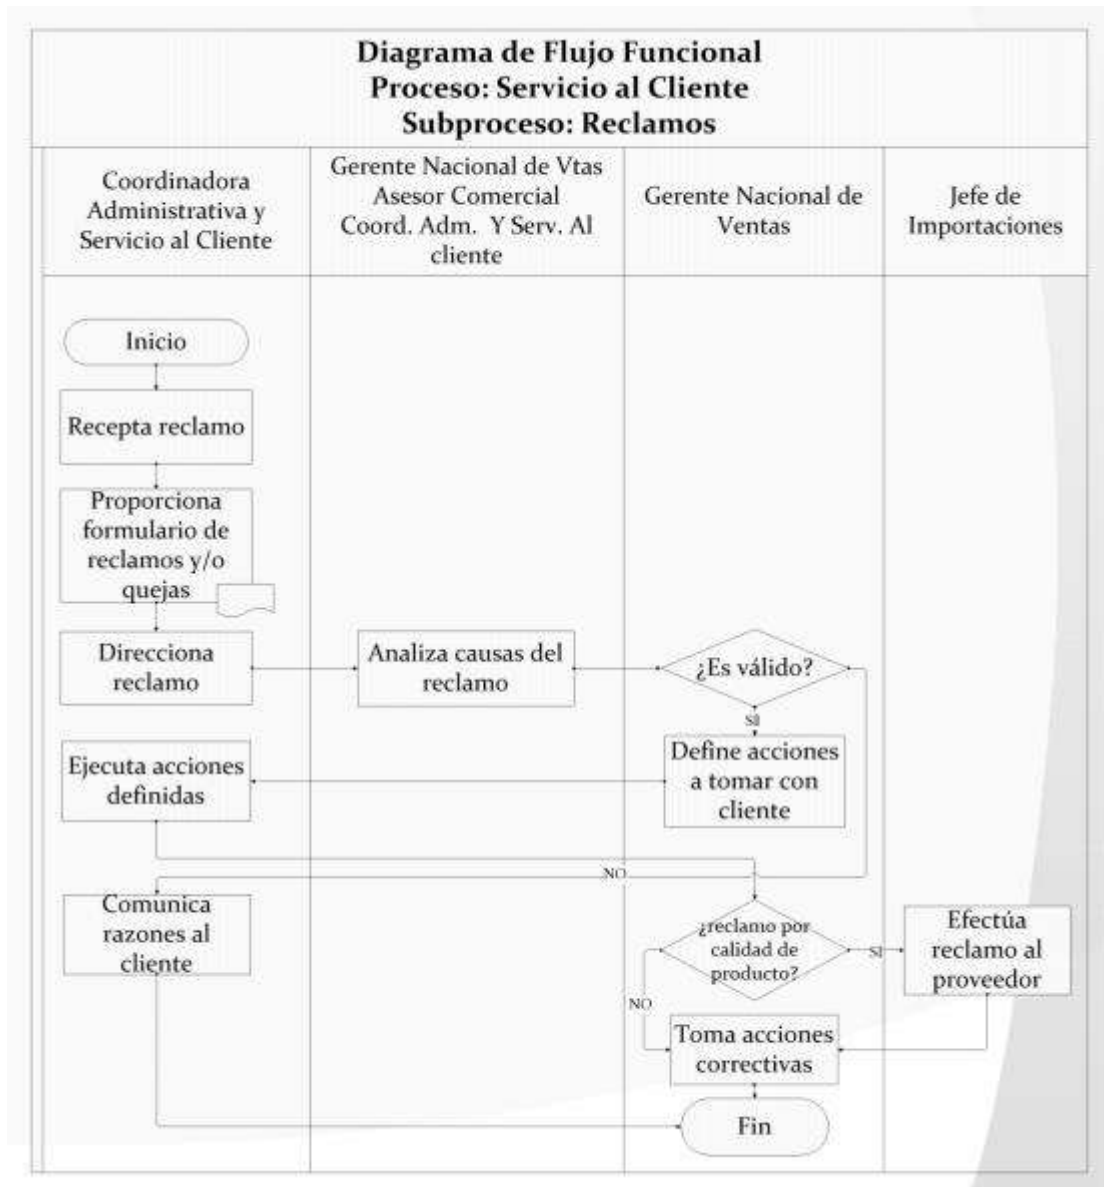 Diagrama de Flujo Funcional
Proceso: Servicio al Cliente
Subproceso: Reclamos
Coordinadora
Administrativa y
Servicio al Cliente
Gerente Nacional de Vtas
Asesor Comercial
Coord. Adm. Y Serv. Al
cliente
Gerente Nacional de
Ventas
Jefe de
Importaciones
Inicio
Recepta reclamo
Proporciona
formulario de
reclamos y/o
quejas
Direcciona
reclamo
Analiza causas del
reclamo
¿Es válido?
SI
Ejecuta acciones
definidas
Define acciones
a tomar con
cliente
NO
Comunica
razones al
cliente
¿reclamo por
calidad de
producto?
SI
Efectúa
reclamo al
proveedor
NO
Toma acciones
correctivas
Fin